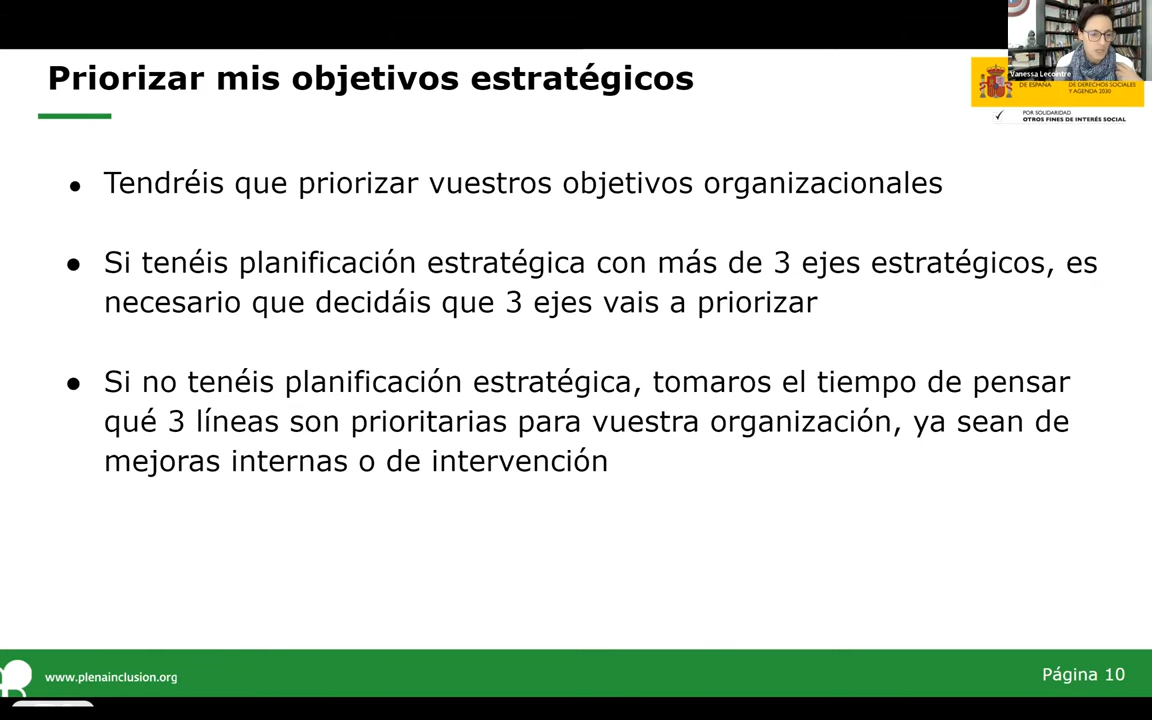 Priorizar mis objetivos estratégicos
Vanessa Lecointre
DE ESPAÑA
DE DERECHOS SOCIALES
Y AGENDA 2030
POR SOLIDARIDAD
OTROS FINES DE INTERÉS SOCIAL
● Tendréis que priorizar vuestros objetivos organizacionales
● Si tenéis planificación estratégica con más de 3 ejes estratégicos, es
necesario que decidáis que 3 ejes vais a priorizar
● Si no tenéis planificación estratégica, tomaros el tiempo de pensar
qué 3 líneas son prioritarias para vuestra organización, ya sean de
mejoras internas o de intervención
www.plenainclusion.org
Página 10